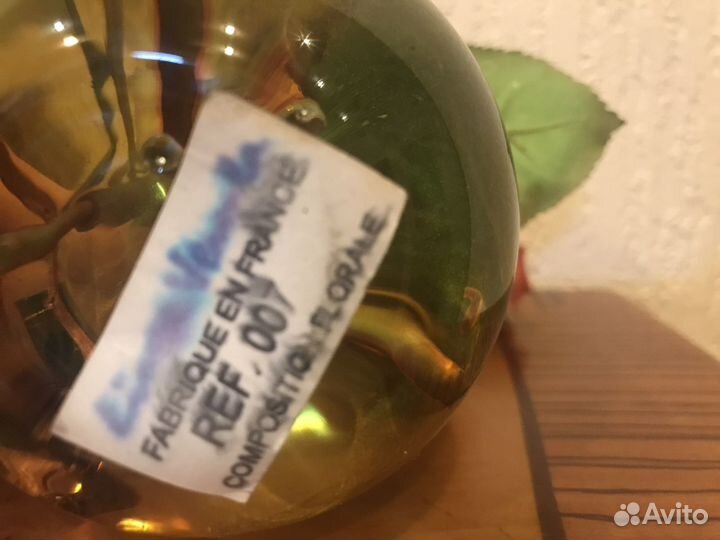 FABRIQUE EN FRANCE
REF. 007
COMPOSITION FLORALE
Avito